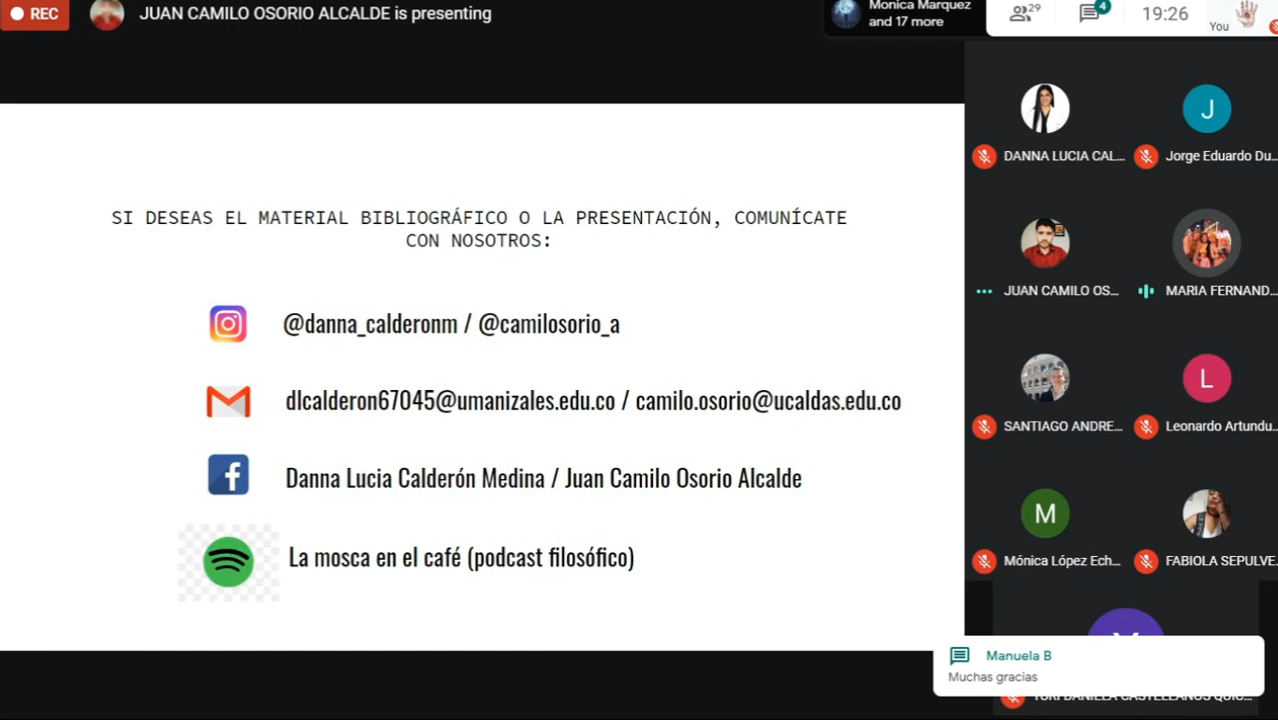 REC
JUAN CAMILO OSORIO ALCALDE is presenting
Monica Marquez
and 17 more
29
4
19:26
You
SI DESEAS EL MATERIAL BIBLIOGRÁFICO O LA PRESENTACIÓN, COMUNÍCATE
CON NOSOTROS:
@danna_calderonm / @camilosorio_a
dlcalderon67045@umanizales.edu.co / camilo.osorio@ucaldas.edu.co
Danna Lucia Calderón Medina / Juan Camilo Osorio Alcalde
La mosca en el café (podcast filosófico)
J
DANNA LUCIA CAL...
Jorge Eduardo Du...
JUAN CAMILO OS...
MARIA FERNAND...
L
SANTIAGO ANDRE...
Leonardo Artundu...
M
Mónica López Ech...
FABIOLA SEPULVE...
Manuela B
Muchas gracias